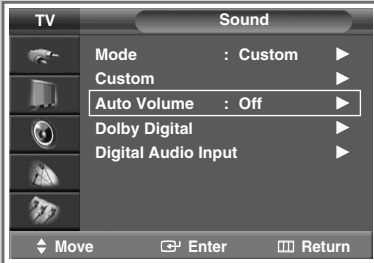 TV Sound
Mode : Custom
Custom
Auto Volume : Off
Dolby Digital
Digital Audio Input
Move Enter Return